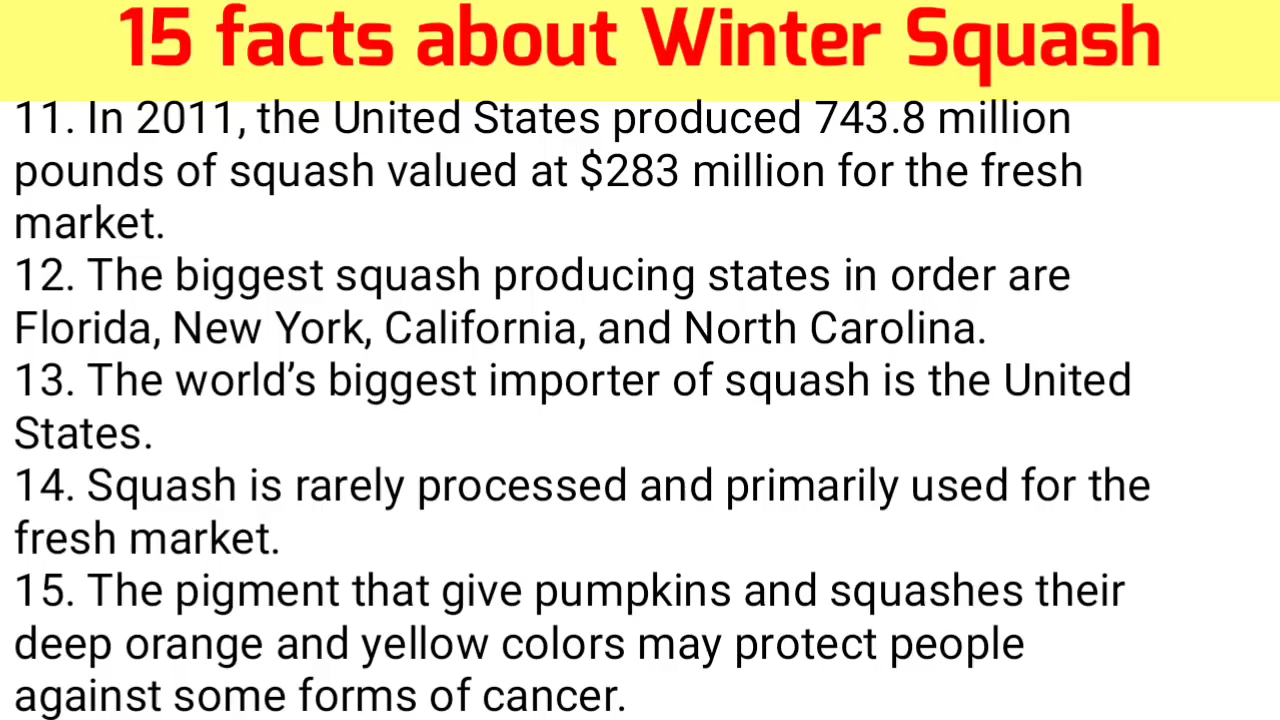 15 facts about Winter Squash
11. In 2011, the United States produced 743.8 million
pounds of squash valued at $283 million for the fresh
market.
12. The biggest squash producing states in order are
Florida, New York, California, and North Carolina.
13. The world’s biggest importer of squash is the United
States.
14. Squash is rarely processed and primarily used for the
fresh market.
15. The pigment that give pumpkins and squashes their
deep orange and yellow colors may protect people
against some forms of cancer.